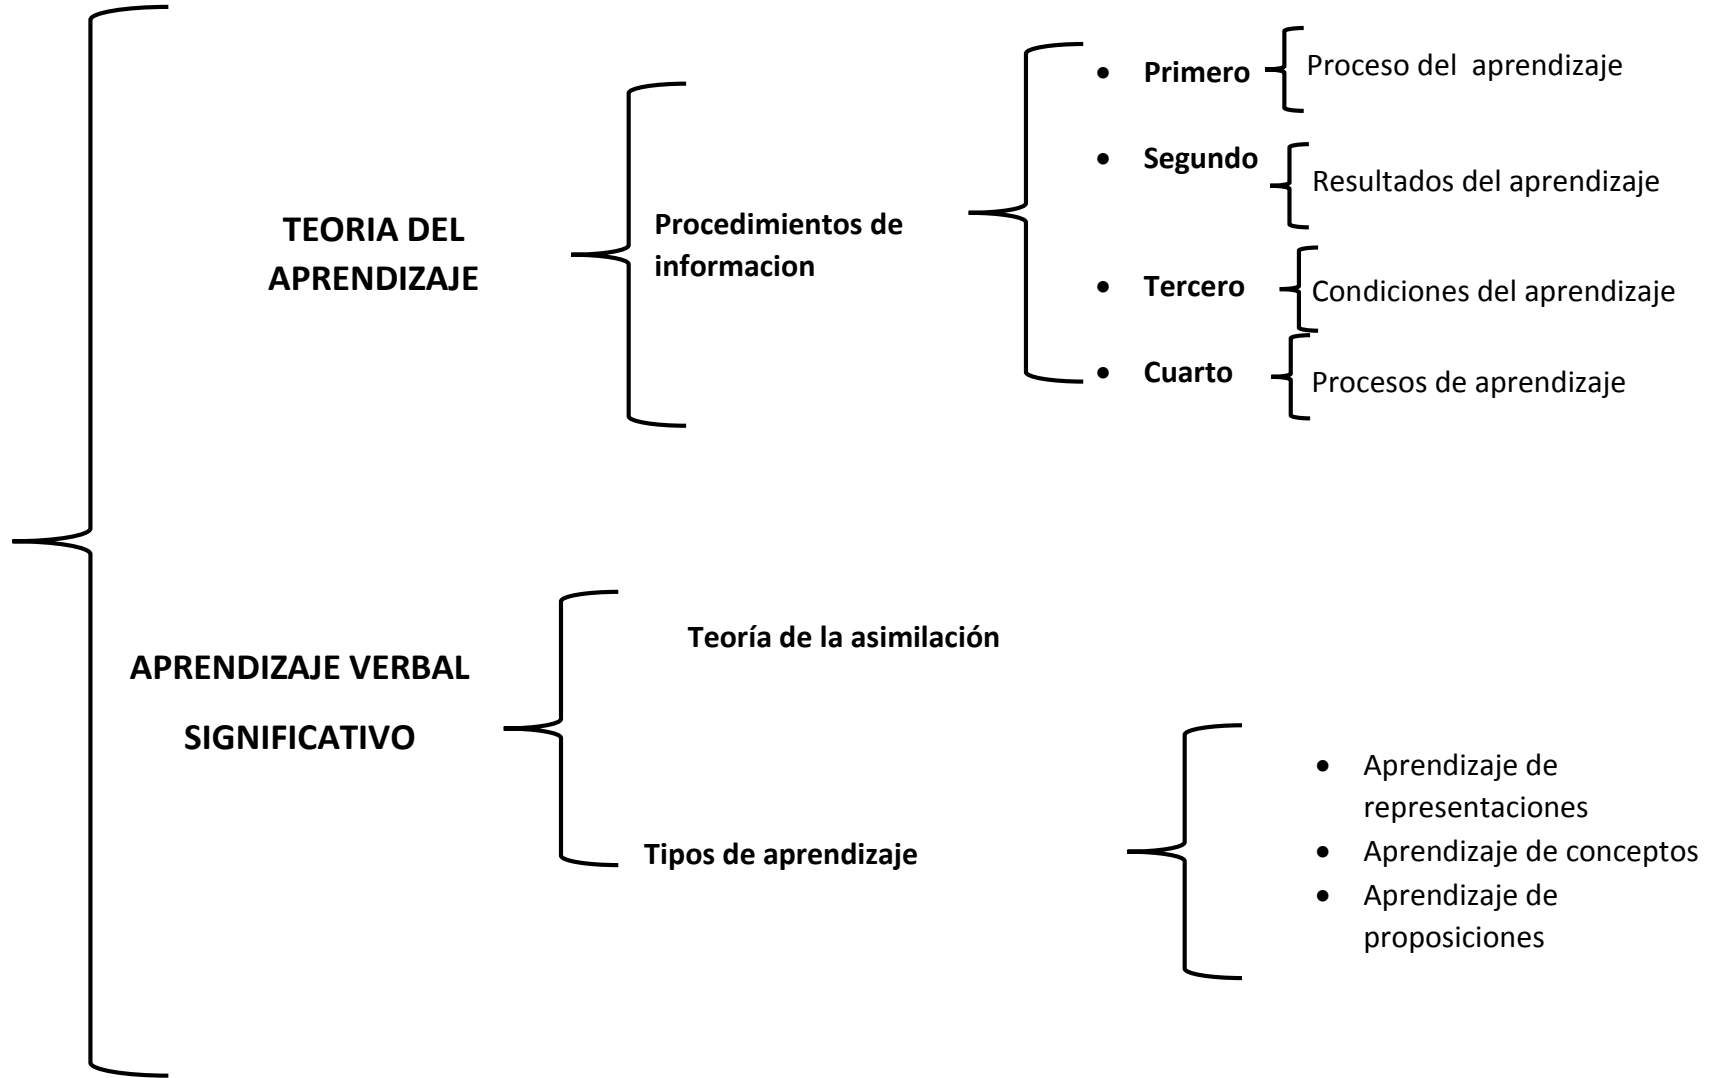 TEORIA DEL
APRENDIZAJE
Procedimientos de
informacion
• Primero
Proceso del  aprendizaje
• Segundo
Resultados del aprendizaje
• Tercero
Condiciones del aprendizaje
• Cuarto
Procesos de aprendizaje
APRENDIZAJE VERBAL
SIGNIFICATIVO
Teoría de la asimilación
Tipos de aprendizaje
• Aprendizaje de
representaciones
• Aprendizaje de conceptos
• Aprendizaje de
proposiciones